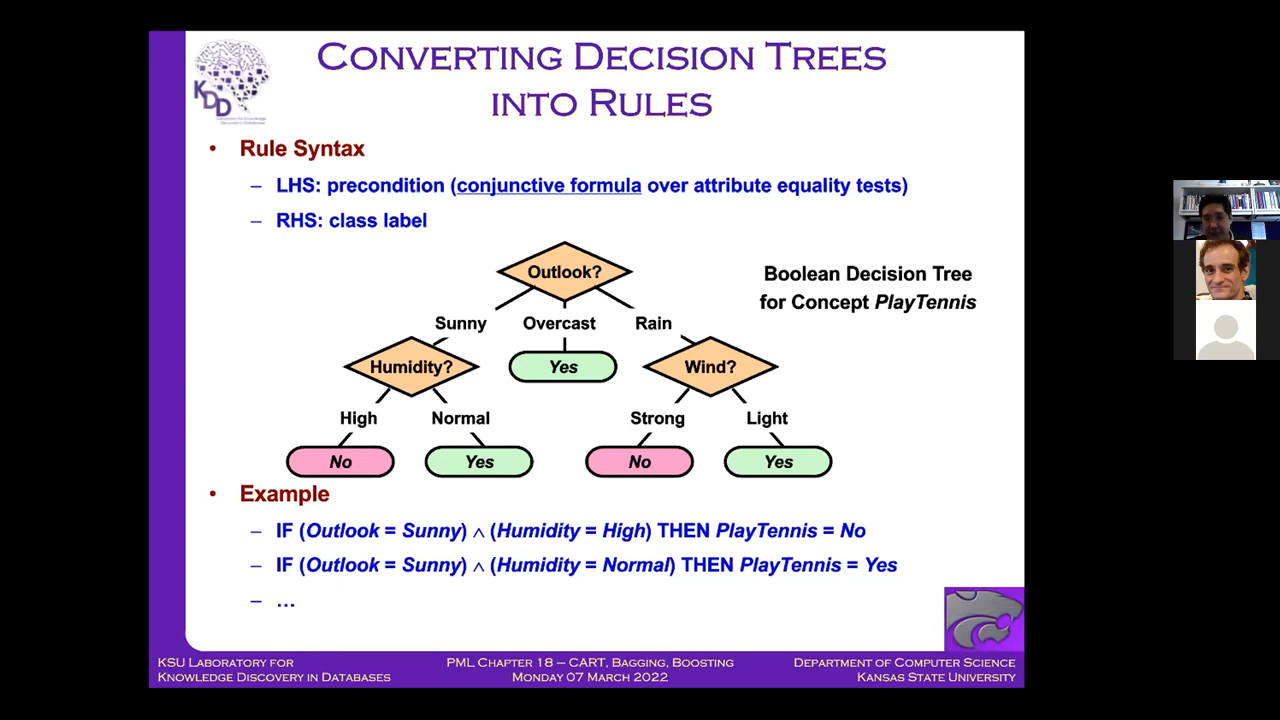 CONVERTING DECISION TREES
INTO RULES
KDD
• Rule Syntax
– LHS: precondition (conjunctive formula over attribute equality tests)
– RHS: class label
Outlook?
Boolean Decision Tree
for Concept PlayTennis
Sunny Overcast Rain
Humidity? Yes Wind?
High Normal Strong Light
No Yes No Yes
• Example
– IF (Outlook = Sunny) ∧ (Humidity = High) THEN PlayTennis = No
– IF (Outlook = Sunny) ∧ (Humidity = Normal) THEN PlayTennis = Yes
– …
KSU LABORATORY FOR
KNOWLEDGE DISCOVERY IN DATABASES
PML CHAPTER 18 – CART, BAGGING, BOOSTING
MONDAY 07 MARCH 2022
DEPARTMENT OF COMPUTER SCIENCE
KANSAS STATE UNIVERSITY